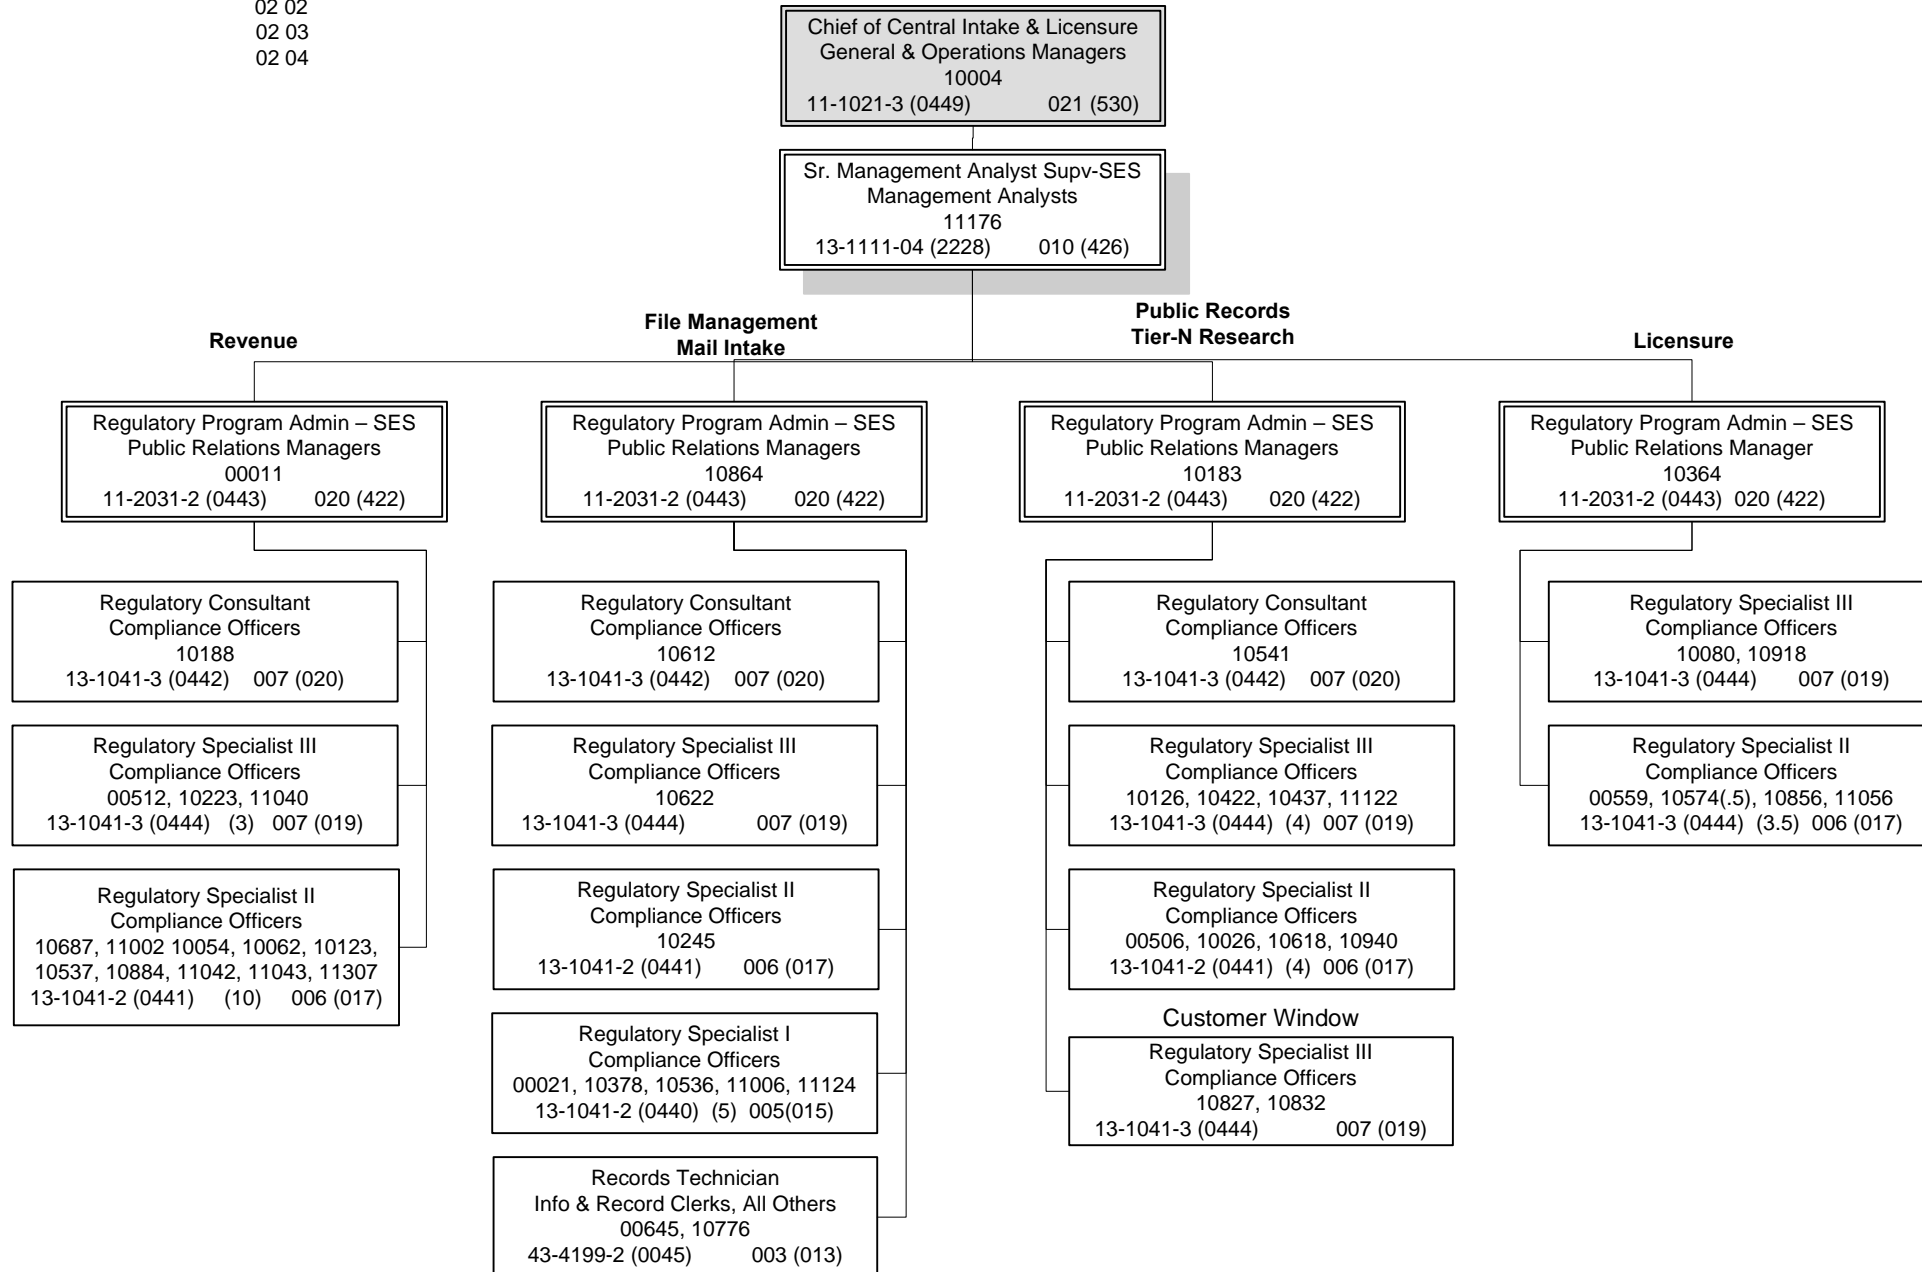 02 02
02 03
02 04
Chief of Central Intake & Licensure
General & Operations Managers
10004
11-1021-3 (0449) 021 (530)
Sr. Management Analyst Supv-SES
Management Analysts
11176
13-1111-04 (2228) 010 (426)
Revenue
File Management
Mail Intake
Public Records
Tier-N Research
Licensure
Regulatory Program Admin – SES
Public Relations Managers
00011
11-2031-2 (0443) 020 (422)
Regulatory Program Admin – SES
Public Relations Managers
10864
11-2031-2 (0443) 020 (422)
Regulatory Program Admin – SES
Public Relations Managers
10183
11-2031-2 (0443) 020 (422)
Regulatory Program Admin – SES
Public Relations Manager
10364
11-2031-2 (0443) 020 (422)
Regulatory Consultant
Compliance Officers
10188
13-1041-3 (0442) 007 (020)
Regulatory Consultant
Compliance Officers
10612
13-1041-3 (0442) 007 (020)
Regulatory Consultant
Compliance Officers
10541
13-1041-3 (0442) 007 (020)
Regulatory Specialist III
Compliance Officers
10080, 10918
13-1041-3 (0444) 007 (019)
Regulatory Specialist III
Compliance Officers
00512, 10223, 11040
13-1041-3 (0444) (3) 007 (019)
Regulatory Specialist III
Compliance Officers
10622
13-1041-3 (0444) 007 (019)
Regulatory Specialist III
Compliance Officers
10126, 10422, 10437, 11122
13-1041-3 (0444) (4) 007 (019)
Regulatory Specialist II
Compliance Officers
00559, 10574(.5), 10856, 11056
13-1041-3 (0444) (3.5) 006 (017)
Regulatory Specialist II
Compliance Officers
10687, 11002 10054, 10062, 10123,
10537, 10884, 11042, 11043, 11307
13-1041-2 (0441) (10) 006 (017)
Regulatory Specialist II
Compliance Officers
10245
13-1041-2 (0441) 006 (017)
Regulatory Specialist II
Compliance Officers
00506, 10026, 10618, 10940
13-1041-2 (0441) (4) 006 (017)
Regulatory Specialist I
Compliance Officers
00021, 10378, 10536, 11006, 11124
13-1041-2 (0440) (5) 005(015)
Customer Window
Regulatory Specialist III
Compliance Officers
10827, 10832
13-1041-3 (0444) 007 (019)
Records Technician
Info & Record Clerks, All Others
00645, 10776
43-4199-2 (0045) 003 (013)